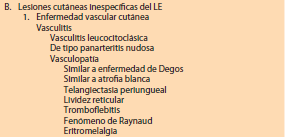 B. Lesiones cutáneas inespecíficas del LE
1. Enfermedad vascular cutánea
Vasculitis
Vasculitis leucocitoclásica
De tipo panarteritis nudosa
Vasculopatía
Similar a enfermedad de Degos
Similar a atrofia blanca
Telangiectasia periungueal
Lividez reticular
Tromboflebitis
Fenómeno de Raynaud
Eritromelalgia